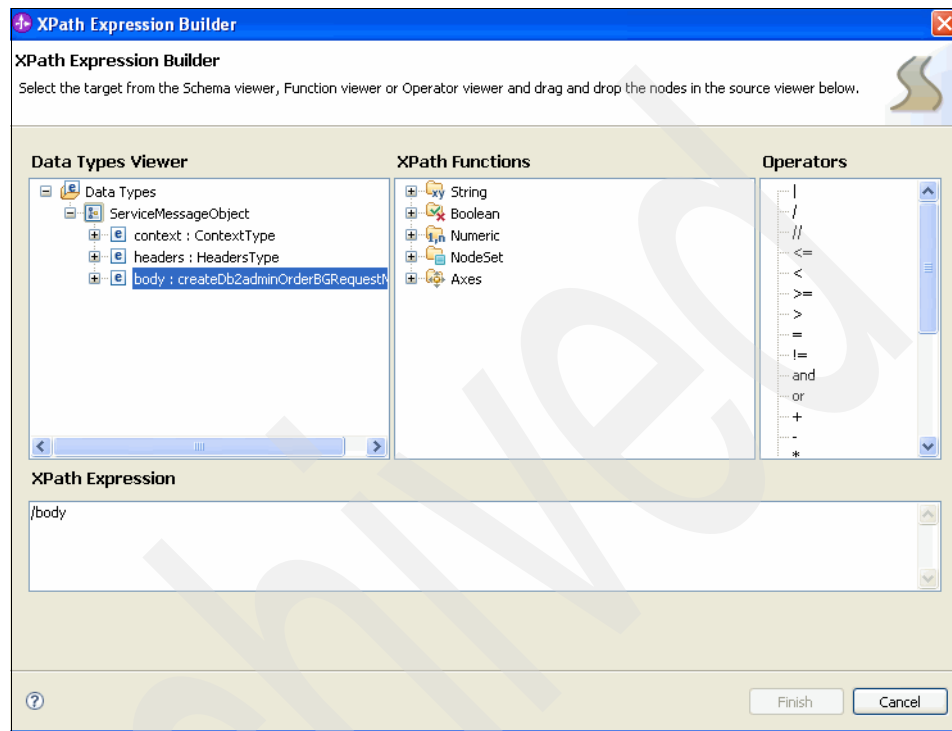 XPath Expression Builder
XPath Expression Builder
Select the target from the Schema viewer, Function viewer or Operator viewer and drag and drop the nodes in the source viewer below.
Data Types Viewer
Data Types
ServiceMessageObject
context : ContextType
headers : HeadersType
body : createDb2adminOrderBGRequestM
XPath Functions
String
Boolean
Numeric
NodeSet
Axes
Operators
|
/
//
<=
<
>=
>
=
!=
and
or
+
-
*
XPath Expression
/body
Finish
Cancel